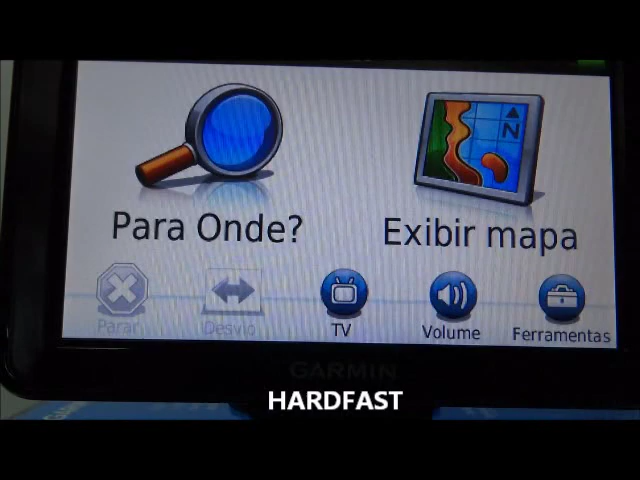 N
Para Onde?
Exibir mapa
Parar
Desvio
TV
Volume
Ferramentas
GARMIN
HARDFAST